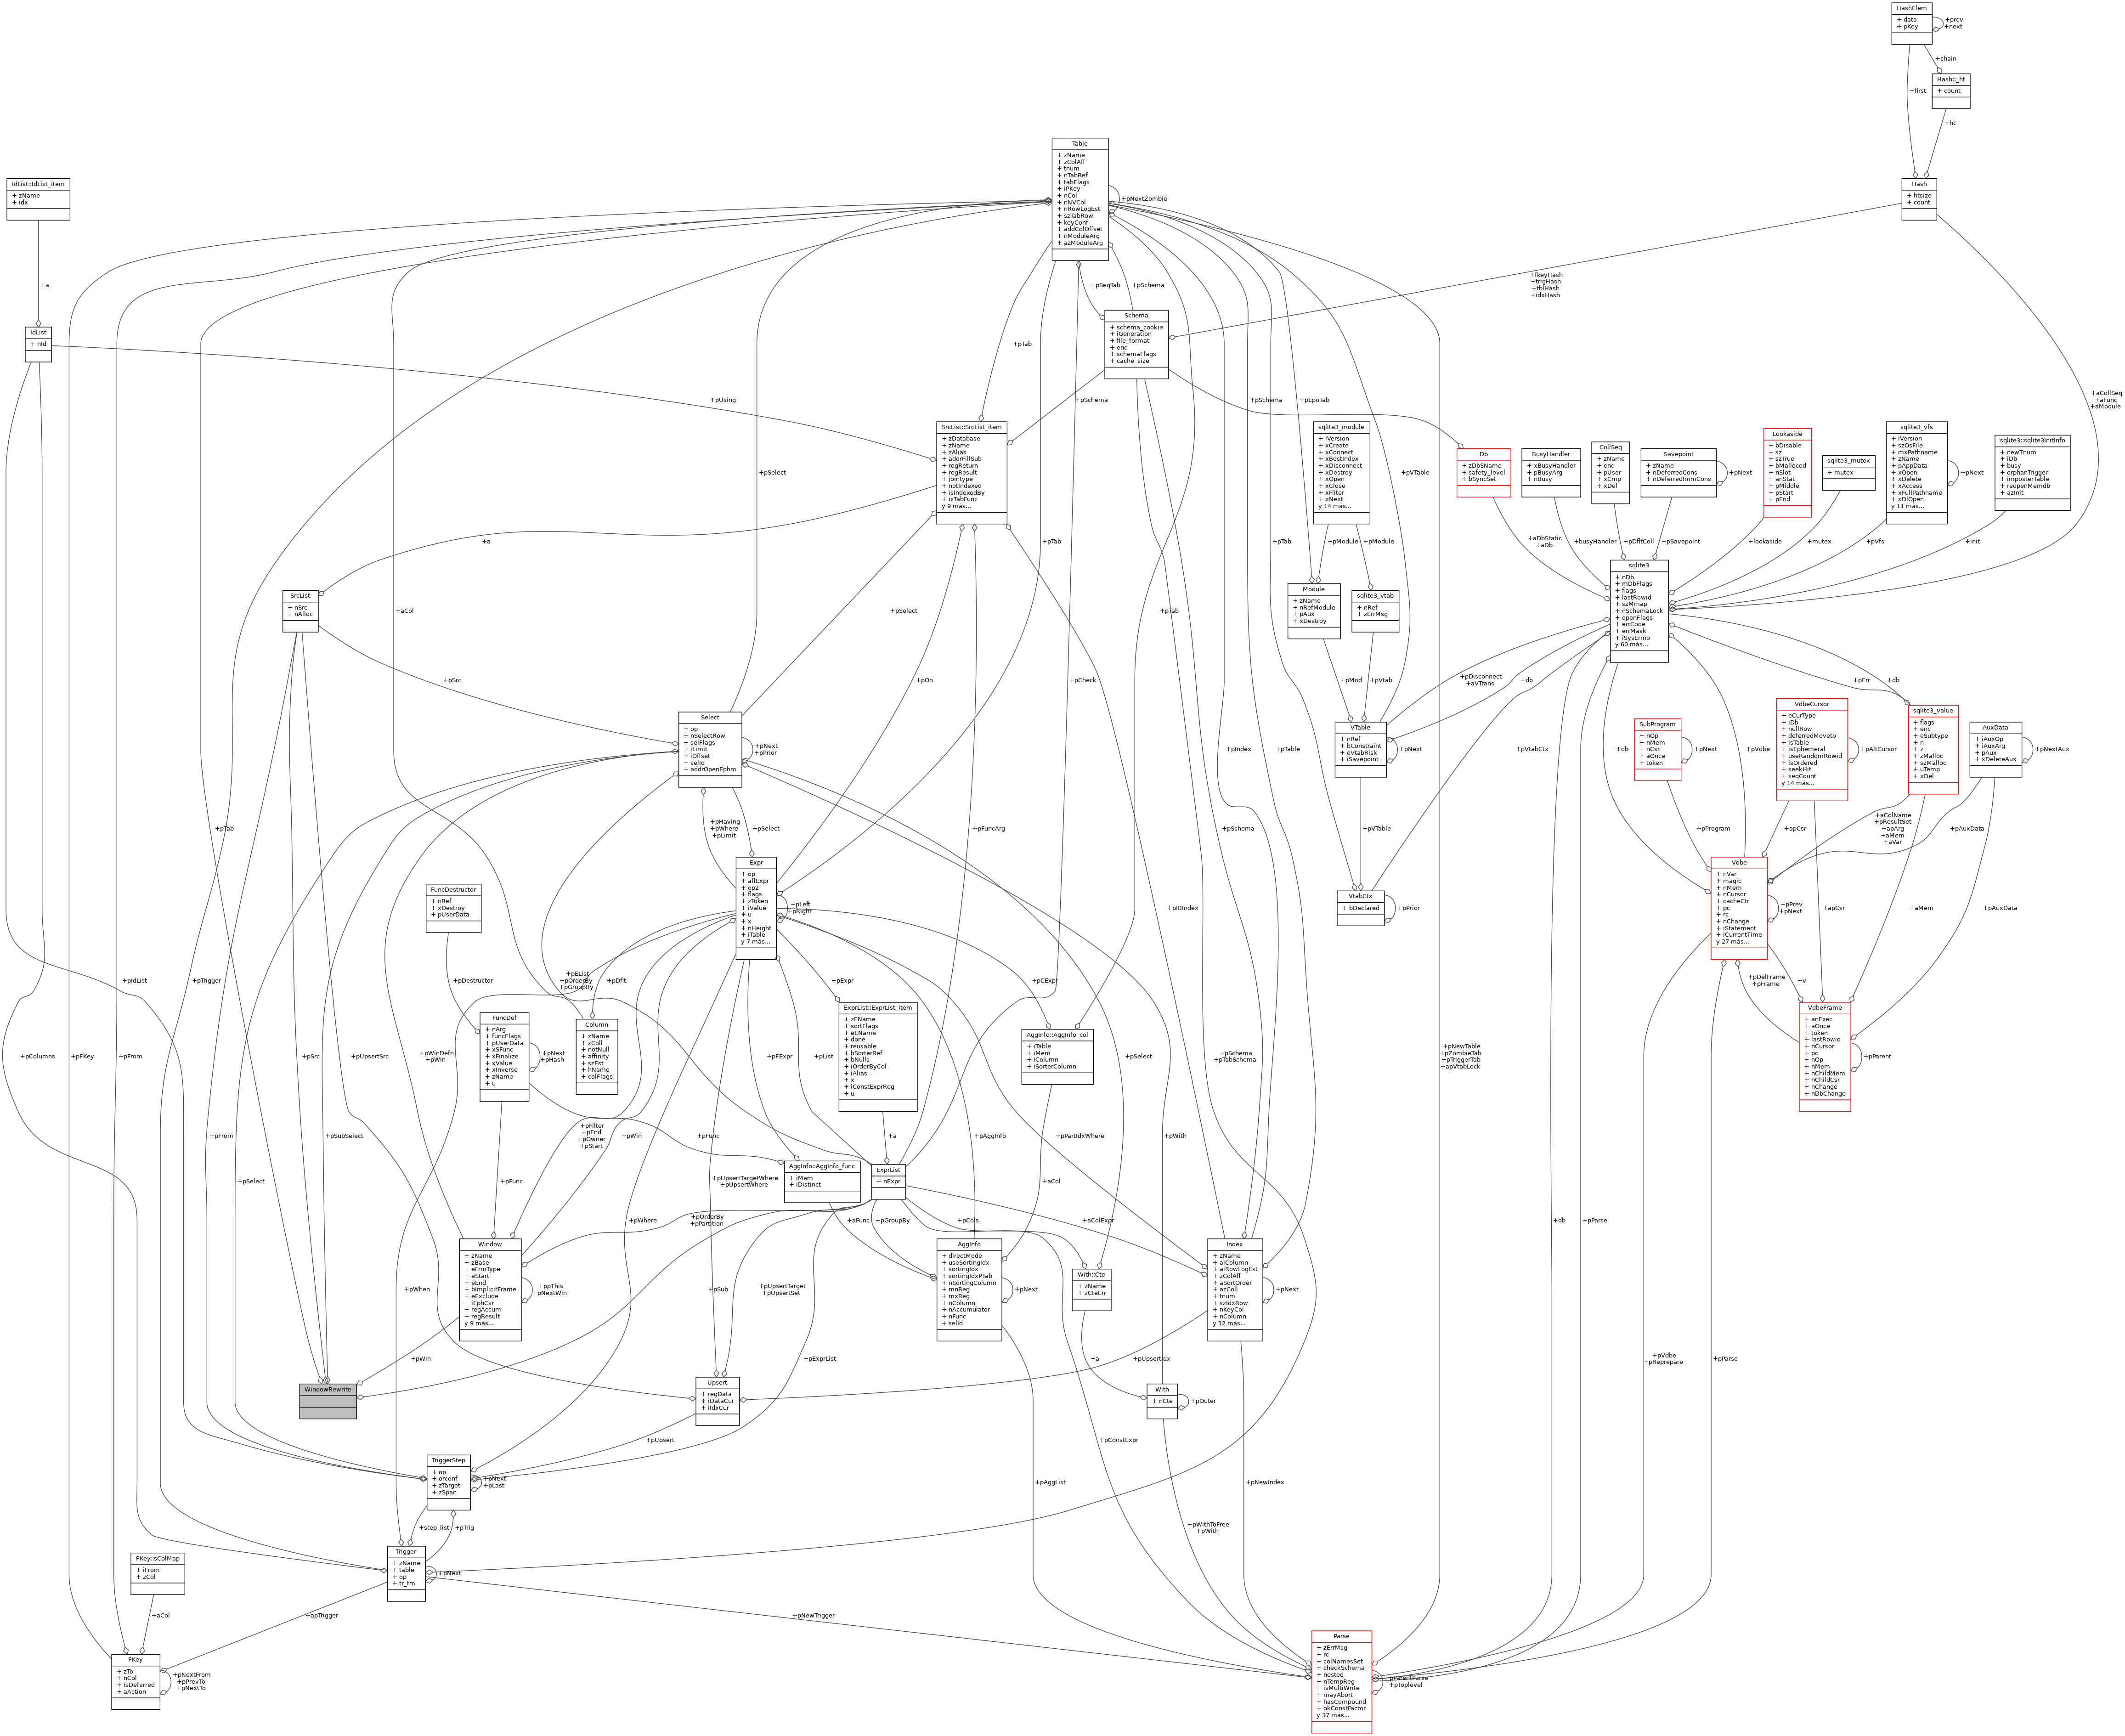 HashElem
+ data
+ pKey
+prev
+next
+chain
Hash::_ht
+ count
+first
+ht
Hash
+ htsize
+ count
Table
+ zName
+ zColAff
+ tnum
+ nTabRef
+ tabFlags
+ iPKey
+ nCol
+ nNVCol
+ nRowLogEst
+ szTabRow
+ keyConf
+ addColOffset
+ nModuleArg
+ azModuleArg
+pNextZombie
IdList::IdList_item
+ zName
+ idx
+a
IdList
+ nId
+pSeqTab
+pSchema
+fkeyHash
+trigHash
+tblHash
+idxHash
Schema
+ schema_cookie
+ iGeneration
+ file_format
+ enc
+ schemaFlags
+ cache_size
+pTab
+pUsing
+pSchema
+pSchema
+pEpoTab
+aCollSeq
+aFunc
+aModule
SrcList::SrcList_item
+ zDatabase
+ zName
+ zAlias
+ addrFillSub
+ regReturn
+ regResult
+ jointype
+ notIndexed
+ isIndexedBy
+ isTabFunc
y 9 más...
sqlite3_module
+ iVersion
+ xCreate
+ xConnect
+ xBestIndex
+ xDisconnect
+ xOpen
+ xClose
+ xFilter
+ xNext
y 14 más...
Db
+ zDbSName
+ safety_level
+ bSyncSet
BusyHandler
+ xBusyHandler
+ pBusyArg
+ nBusy
CollSeq
+ zName
+ enc
+ pUser
+ xCmp
+ xDel
Savepoint
+ zName
+ nDeferredCons
+ nDeferredImmCons
+pNext
Lookaside
+ bDisable
+ sz
+ szTrue
+ bMalloced
+ nSlot
+ anStat
+ pMiddle
+ pStart
+ pEnd
sqlite3_mutex
+ mutex
sqlite3_vfs
+ iVersion
+ szOsFile
+ mxPathname
+ zName
+ pAppData
+ xOpen
+ xDelete
+ xAccess
+ xFullPathname
+ xDlOpen
y 11 más...
+pNext
sqlite3::sqlite3InitInfo
+ newTnum
+ iDb
+ busy
+ orphanTrigger
+ imposterTable
+ reopenMemdb
+ azInit
+pSelect
+pVTable
+a
+pTab
+pTab
+pModule
+pModule
+aDbStatic
+aDb
+busyHandler
+pDfltColl
+pSavepoint
+lookaside
+mutex
+pVfs
+init
SrcList
+ nSrc
+ nAlloc
+aCol
+pSelect
+pTab
Module
+ zName
+ nRefModule
+ pAux
+ xDestroy
sqlite3_vtab
+ nRef
+ zErrMsg
sqlite3
+ nDb
+ mDbFlags
+ flags
+ lastRowid
+ szMmap
+ nSchemaLock
+ openFlags
+ errCode
+ errMask
+ iSysErrno
y 60 más...
+pSrc
+pOn
+pCheck
+pMod
+pVtab
+pDisconnect
+aVTrans
+db
+pErr
+db
Select
+ op
+ nSelectRow
+ selFlags
+ iLimit
+ iOffset
+ selId
+ addrOpenEphm
+pNext
+pPrior
+pIndex
+pTable
VTable
+ nRef
+ bConstraint
+ eVtabRisk
+ iSavepoint
+pNext
+pVtabCtx
+db
+pVdbe
SubProgram
+ nOp
+ nMem
+ nCsr
+ aOnce
+ token
+pNext
VdbeCursor
+ eCurType
+ iDb
+ nullRow
+ deferredMoveto
+ isTable
+ isEphemeral
+ useRandomRowid
+ isOrdered
+ seekHit
+ seqCount
y 14 más...
+pAltCursor
sqlite3_value
+ flags
+ enc
+ eSubtype
+ n
+ z
+ zMalloc
+ szMalloc
+ uTemp
+ xDel
AuxData
+ iAuxOp
+ iAuxArg
+ pAux
+ xDeleteAux
+pNextAux
+pHaving
+pWhere
+pLimit
+pSelect
+pFuncArg
+pSchema
+pVTable
+pProgram
+apCsr
+aColName
+pResultSet
+apArg
+aMem
+aVar
+pAuxData
+pTab
FuncDestructor
+ nRef
+ xDestroy
+ pUserData
Expr
+ op
+ affExpr
+ op2
+ flags
+ zToken
+ iValue
+ u
+ x
+ nHeight
+ iTable
y 7 más...
+pLeft
+pRight
+pIBIndex
VtabCtx
+ bDeclared
+pPrior
Vdbe
+ nVar
+ magic
+ nMem
+ nCursor
+ cacheCtr
+ pc
+ rc
+ nChange
+ iStatement
+ iCurrentTime
y 27 más...
+pPrev
+pNext
+apCsr
+aMem
+pAuxData
+pIdList
+pTrigger
+pDestructor
+pEList
+pOrderBy
+pGroupBy
+pDflt
+pExpr
+pCExpr
+pDelFrame
+pFrame
+v
FuncDef
+ nArg
+ funcFlags
+ pUserData
+ xSFunc
+ xFinalize
+ xValue
+ xInverse
+ zName
+ u
+pNext
+pHash
Column
+ zName
+ zColl
+ notNull
+ affinity
+ szEst
+ hName
+ colFlags
ExprList::ExprList_item
+ zEName
+ sortFlags
+ eEName
+ done
+ reusable
+ bSorterRef
+ bNulls
+ iOrderByCol
+ iAlias
+ x
+ iConstExprReg
+ u
AggInfo::AggInfo_col
+ iTable
+ iMem
+ iColumn
+ iSorterColumn
VdbeFrame
+ anExec
+ aOnce
+ token
+ lastRowid
+ nCursor
+ pc
+ nOp
+ nMem
+ nChildMem
+ nChildCsr
+ nChange
+ nDbChange
+pParent
+pColumns
+pFKey
+pFrom
+pSrc
+pUpsertSrc
+pWinDefn
+pWin
+pFExpr
+pList
+pSelect
+pSchema
+pTabSchema
+pNewTable
+pZombieTab
+pTriggerTab
+apVtabLock
+pFrom
+pSubSelect
+pFilter
+pEnd
+pOwner
+pStart
+pWin
+pFunc
+a
+pAggInfo
+pPartIdxWhere
+pWith
AggInfo::AggInfo_func
+ iMem
+ iDistinct
ExprList
+ nExpr
+pSelect
+pFunc
+pUpsertTargetWhere
+pUpsertWhere
+aCol
+pWhere
+pOrderBy
+pPartition
+aFunc
+pGroupBy
+pCols
+aColExpr
+db
+pParse
Window
+ zName
+ zBase
+ eFrmType
+ eStart
+ eEnd
+ bImplicitFrame
+ eExclude
+ iEphCsr
+ regAccum
+ regResult
y 9 más...
+ppThis
+pNextWin
AggInfo
+ directMode
+ useSortingIdx
+ sortingIdx
+ sortingIdxPTab
+ nSortingColumn
+ mnReg
+ mxReg
+ nColumn
+ nAccumulator
+ nFunc
+ selId
+pNext
With::Cte
+ zName
+ zCteErr
Index
+ zName
+ aiColumn
+ aiRowLogEst
+ zColAff
+ aSortOrder
+ azColl
+ tnum
+ szIdxRow
+ nKeyCol
+ nColumn
y 12 más...
+pNext
+pWhen
+pSub
+pUpsertTarget
+pUpsertSet
+pWin
+pExprList
+a
+pUpsertIdx
+pVdbe
+pReprepare
+pParse
WindowRewrite
Upsert
+ regData
+ iDataCur
+ iIdxCur
With
+ nCte
+pOuter
+pUpsert
+pConstExpr
TriggerStep
+ op
+ orconf
+ zTarget
+ zSpan
+pNext
+pLast
+pAggList
+pNewIndex
+step_list
+pTrig
+pWithToFree
+pWith
FKey::sColMap
+ iFrom
+ zCol
Trigger
+ zName
+ table
+ op
+ tr_tm
+pNext
+aCol
+apTrigger
+pNewTrigger
FKey
+ zTo
+ nCol
+ isDeferred
+ aAction
+pNextFrom
+pPrevTo
+pNextTo
Parse
+ zErrMsg
+ rc
+ colNamesSet
+ checkSchema
+ nested
+ nTempReg
+ isMultiWrite
+ mayAbort
+ hasCompound
+ okConstFactor
y 37 más...
+pParentParse
+pToplevel